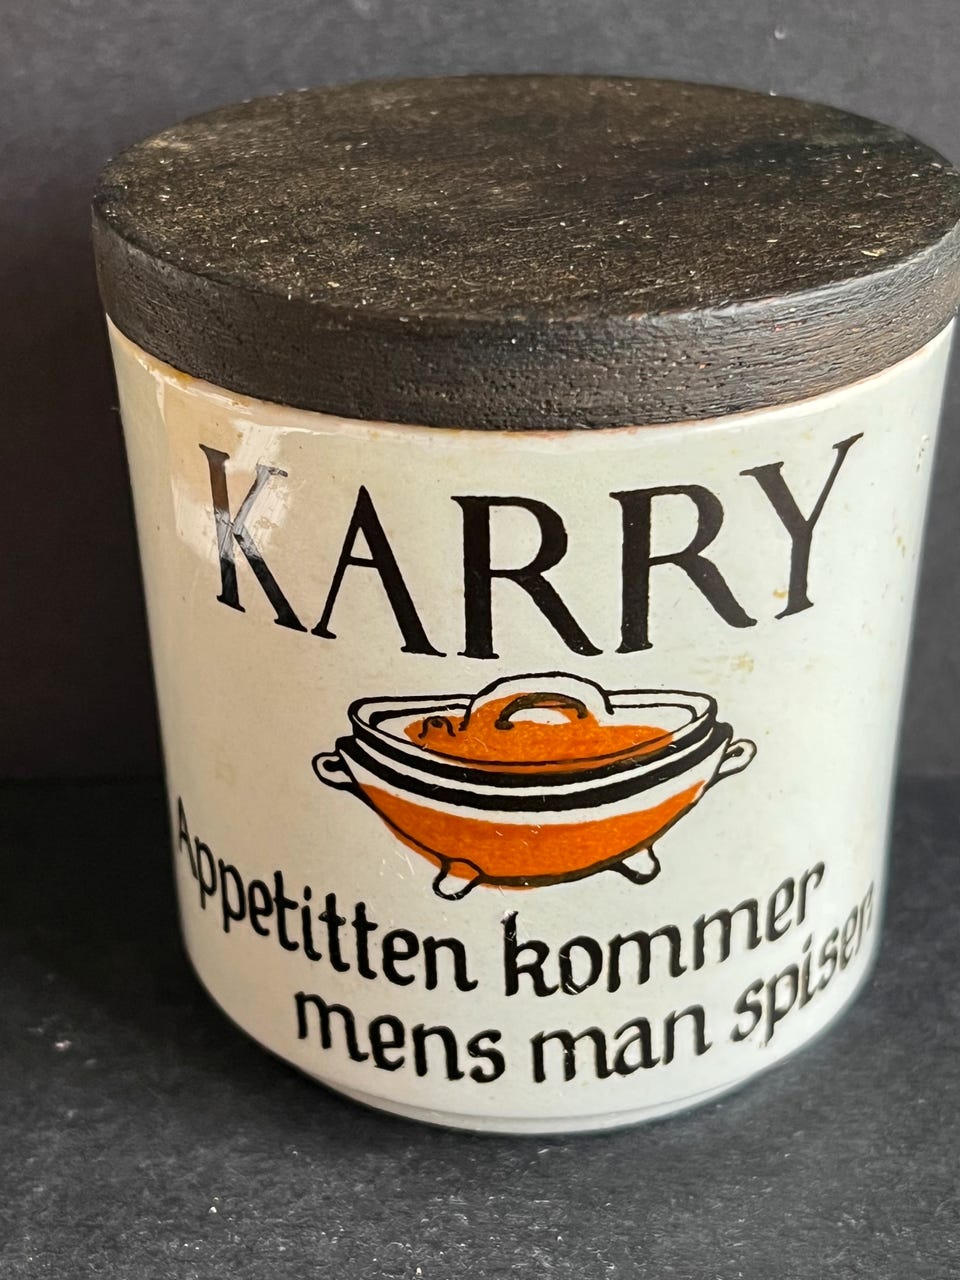 KARRY
Appetitten kommer
mens man spisen